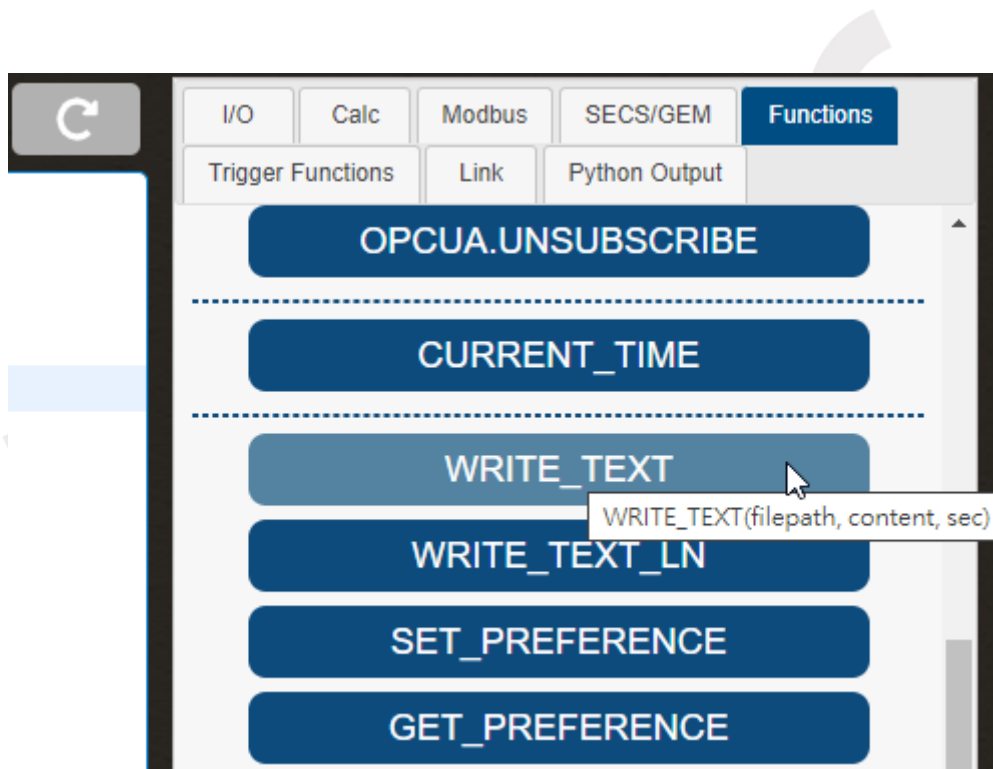 I/O Calc Modbus SECS/GEM Functions
Trigger Functions Link Python Output
OPCUA.UNSUBSCRIBE
CURRENT_TIME
WRITE_TEXT
WRITE_TEXT(filepath, content, sec)
WRITE_TEXT_LN
SET_PREFERENCE
GET_PREFERENCE